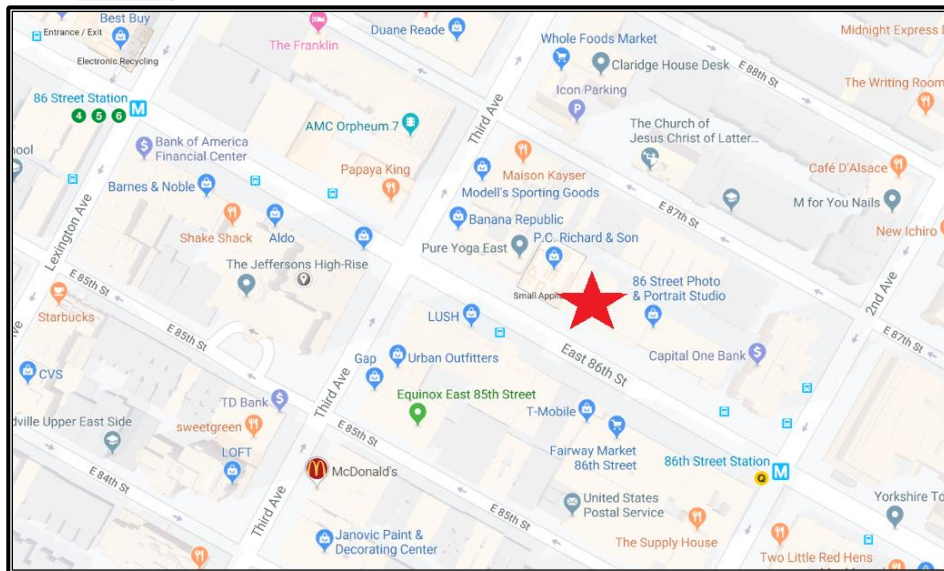 Best Buy
Entrance / Exit
Electronic Recycling
The Franklin
Duane Reade
Third Ave
Whole Foods Market
Claridge House Desk
Icon Parking
E 88th St
Midnight Express
The Writing Room
86 Street Station
M
4 5 6
Bank of America
Financial Center
AMC Orpheum 7
Papaya King
Barnes & Noble
Shake Shack
Aldo
The Jeffersons High-Rise
Lexington Ave
E 85th St
Starbucks
CVS
Maison Kayser
Modell's Sporting Goods
Banana Republic
Pure Yoga East
P.C. Richard & Son
The Church of
Jesus Christ of Latter...
E 87th St
Café D'Alsace
M for You Nails
New Ichiro
2nd Ave
86 Street Photo
& Portrait Studio
LUSH
East 86th St
Capital One Bank
E 87th St
Gap
Urban Outfitters
Third Ave
TD Bank
sweetgreen
LOFT
Upper East Side
E 84th St
Equinox East 85th Street
E 85th St
T-Mobile
Fairway Market
86th Street
86th Street Station
M
Q
McDonald's
Third Ave
Janovic Paint &
Decorating Center
E 85th St
United States
Postal Service
The Supply House
Two Little Red Hens